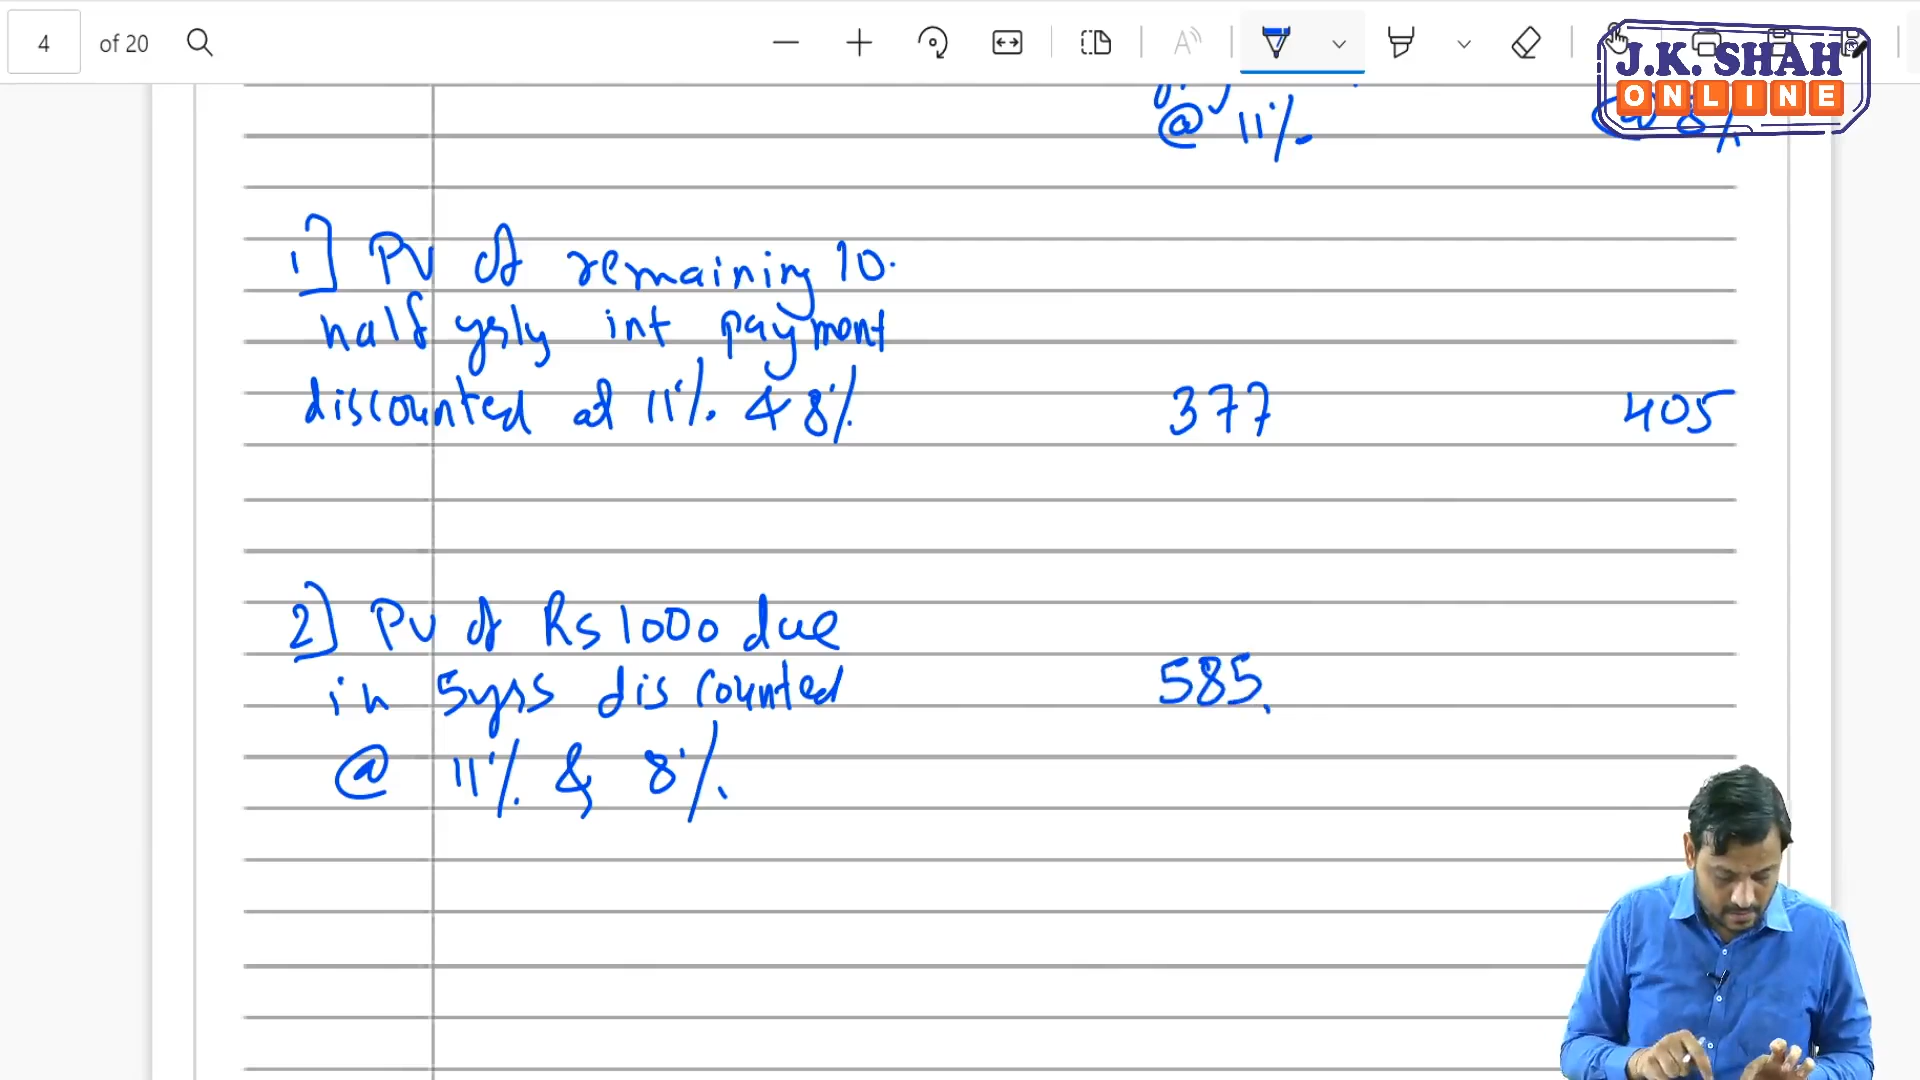 4 of 20
J.K. SHAH
ONLINE
@ 11%.
1] PV of remaining 10.
half yrly int payment
discounted at 11%. & 8%. 377 405
2] PV of Rs 1000 due
in 5yrs discounted 585.
@ 11%. & 8%.